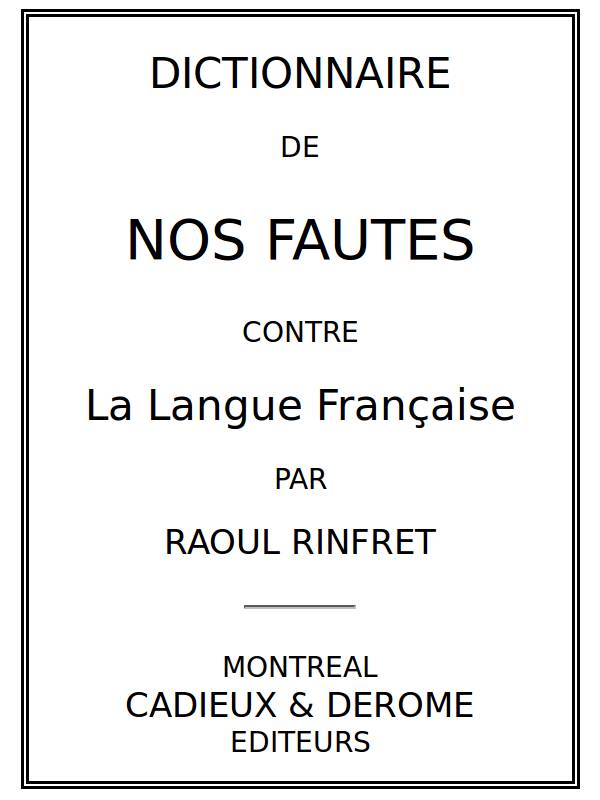 DICTIONNAIRE
DE
NOS FAUTES
CONTRE
La Langue Française
PAR
RAOUL RINFRET
MONTREAL
CADIEUX & DEROME
EDITEURS